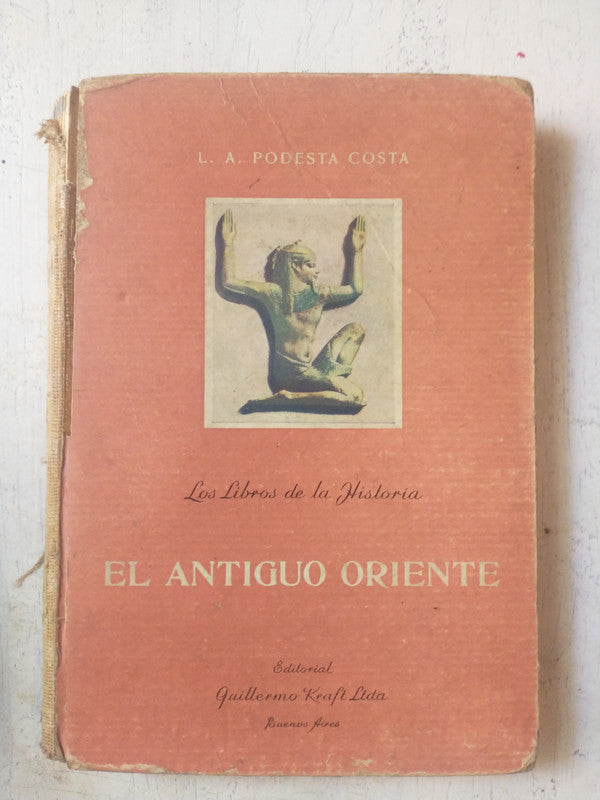 L. A. PODESTA COSTA
Los Libros de la Historia
EL ANTIGUO ORIENTE
Editorial
Guillermo Kraft Ltda
Buenos Aires